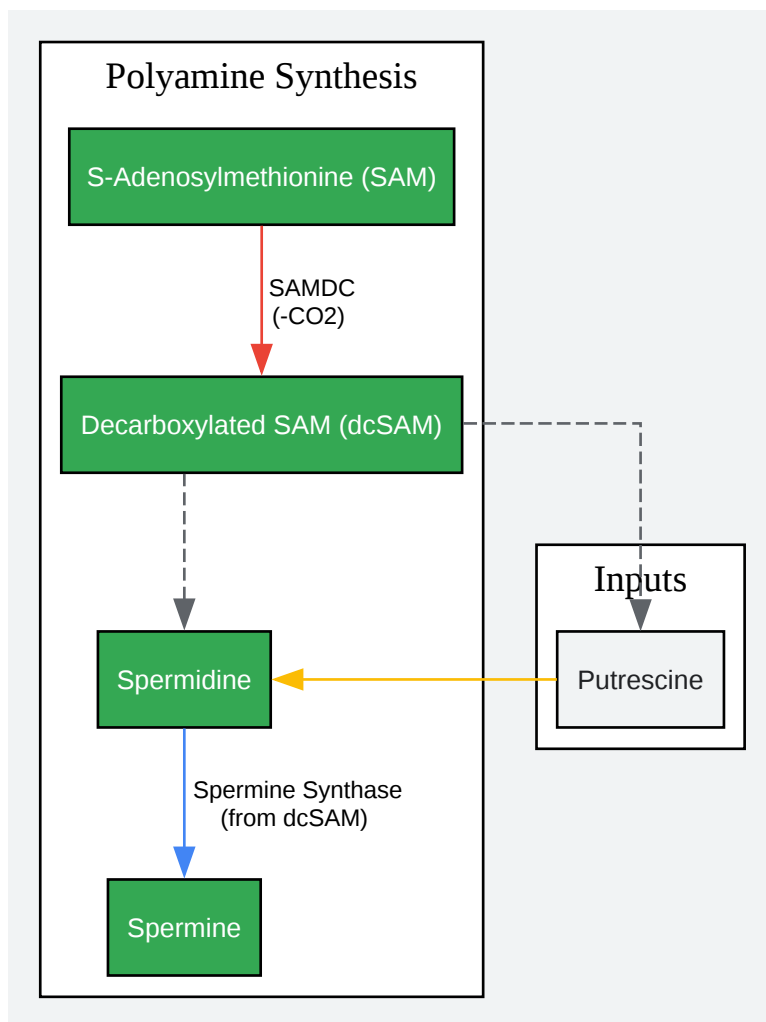 Polyamine Synthesis
S-Adenosylmethionine (SAM)
SAMDC
(-CO2)
Decarboxylated SAM (dcSAM)
Inputs
Spermidine
Putrescine
Spermine Synthase
(from dcSAM)
Spermine